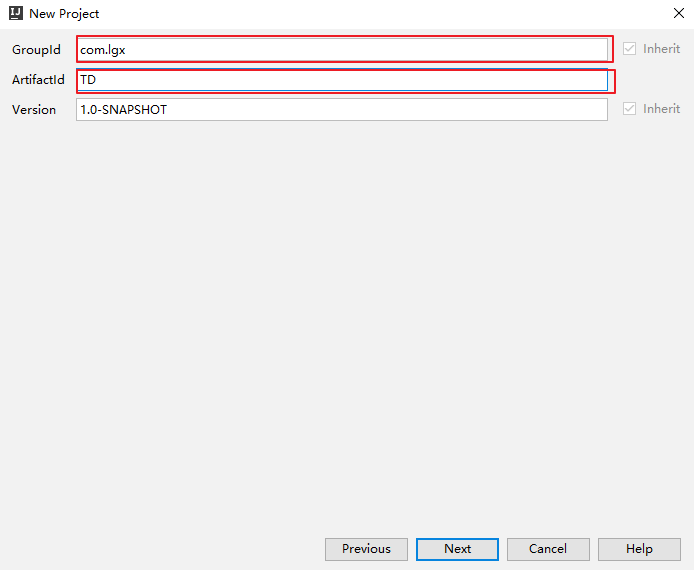 IJ New Project
GroupId com.lgx Inherit
ArtifactId TD
Version 1.0-SNAPSHOT Inherit
Previous Next Cancel Help